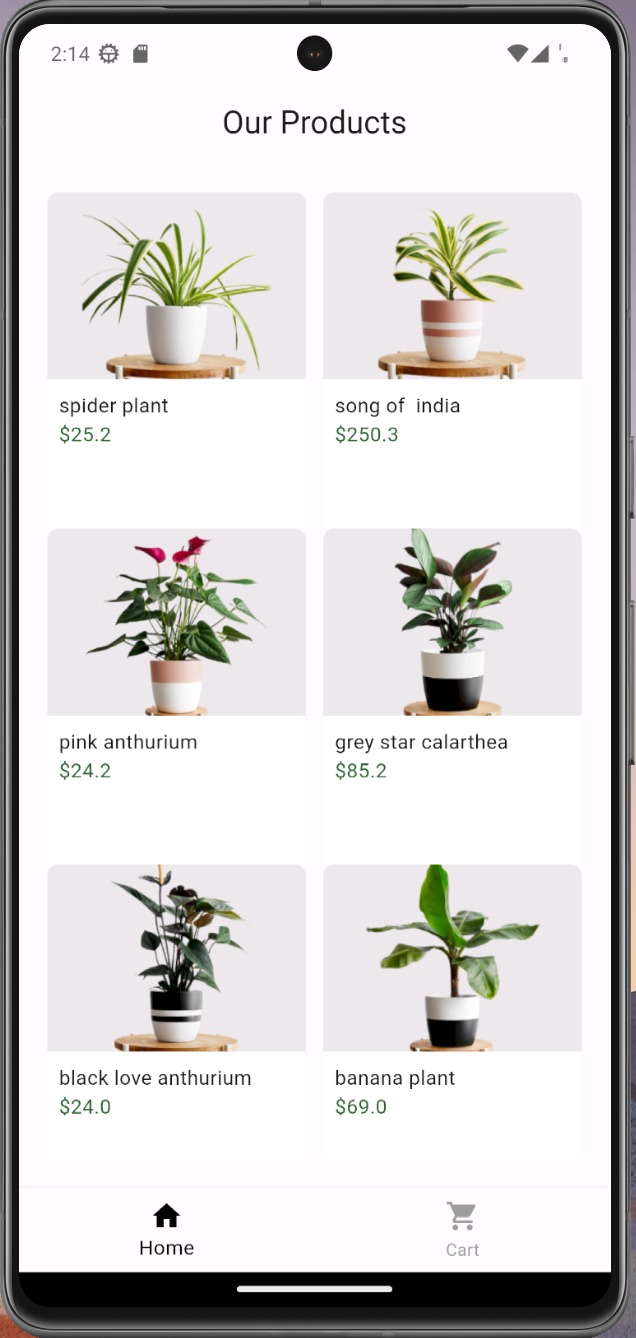 2:14
Our Products
spider plant
$25.2
song of  india
$250.3
pink anthurium
$24.2
grey star calarthea
$85.2
black love anthurium
$24.0
banana plant
$69.0
Home
Cart